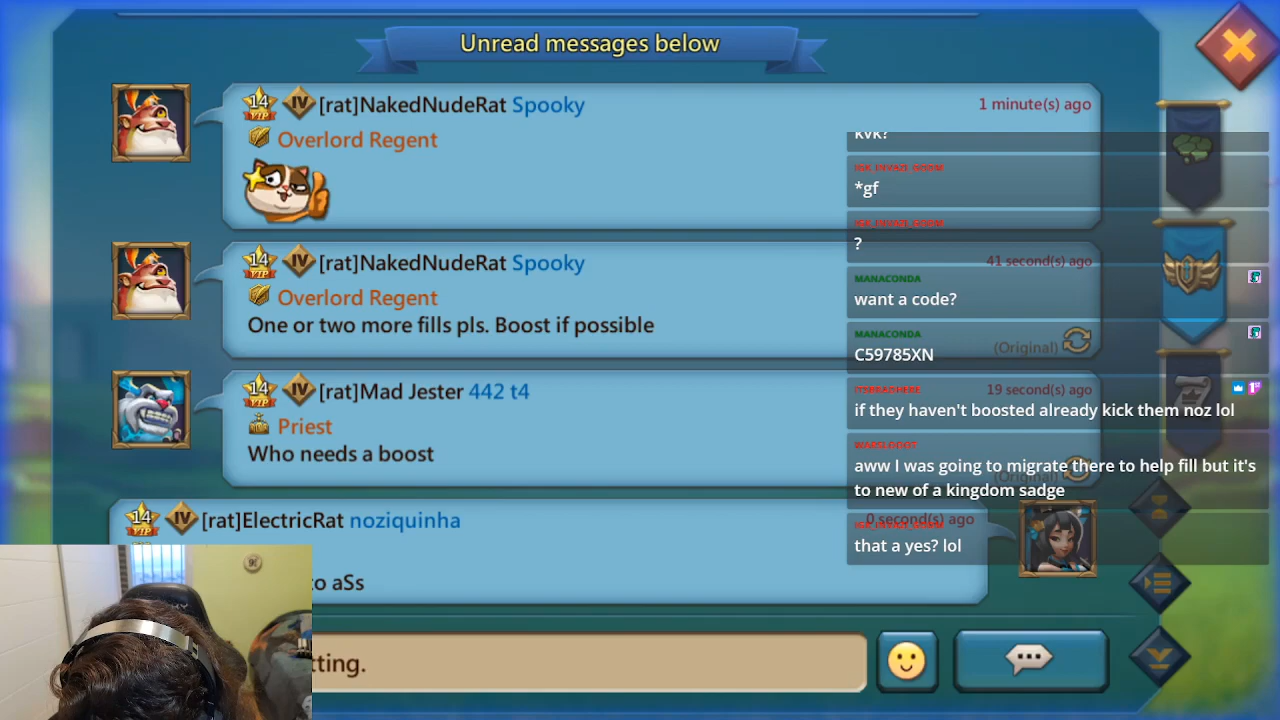 Unread messages below
14 VIP IV [rat]NakedNudeRat Spooky
1 minute(s) ago
Overlord Regent
14 VIP IV [rat]NakedNudeRat Spooky
41 second(s) ago
Overlord Regent
One or two more fills pls. Boost if possible
(Original)
14 VIP IV [rat]Mad Jester 442 t4
19 second(s) ago
Priest
Who needs a boost
14 VIP IV [rat]ElectricRat noziquinha
0 second(s) ago
to aSs
tting.
kvk?
*gf
?
MANACONDA
want a code?
MANACONDA
C59785XN
if they haven't boosted already kick them noz lol
aww I was going to migrate there to help fill but it's
to new of a kingdom sadge
that a yes? lol